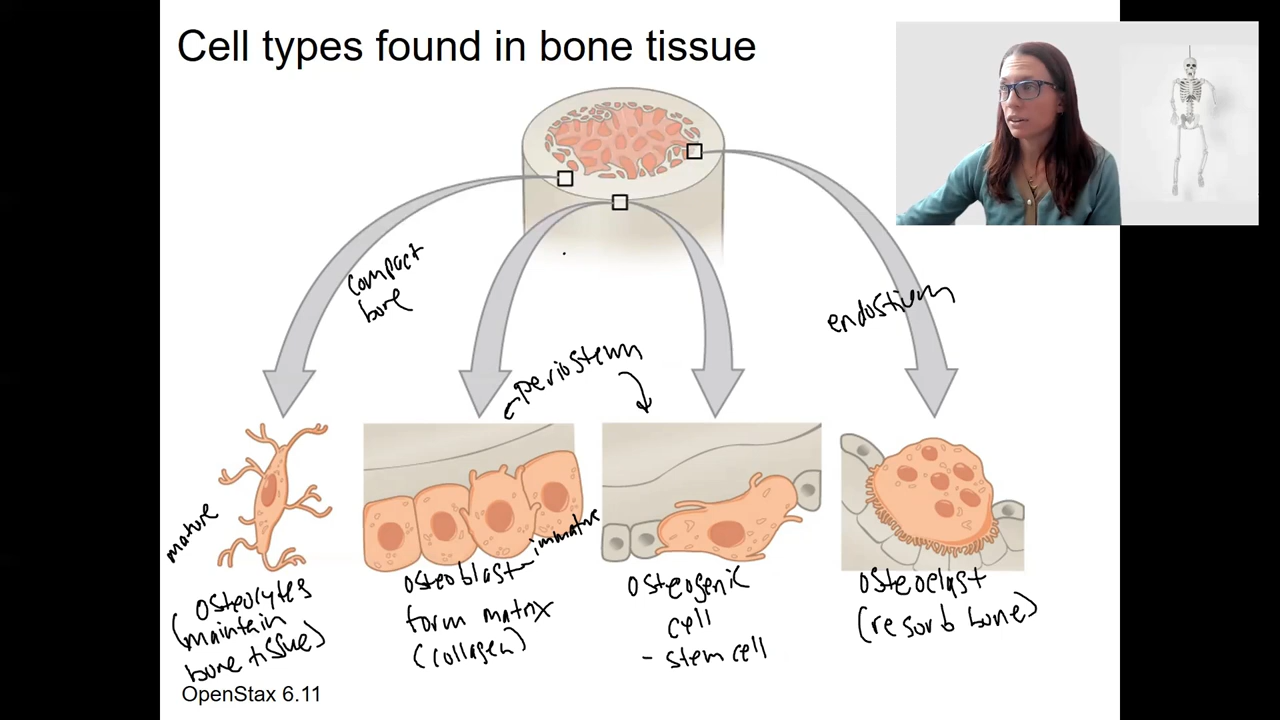 Cell types found in bone tissue
compact
bone
periosteum
endosteum
mature
immature
osteocytes
(maintain
bone tissue)
osteoblast
form matrix
(collagen)
osteogenic
cell
- stem cell
osteoclast
(resorb bone)
OpenStax 6.11